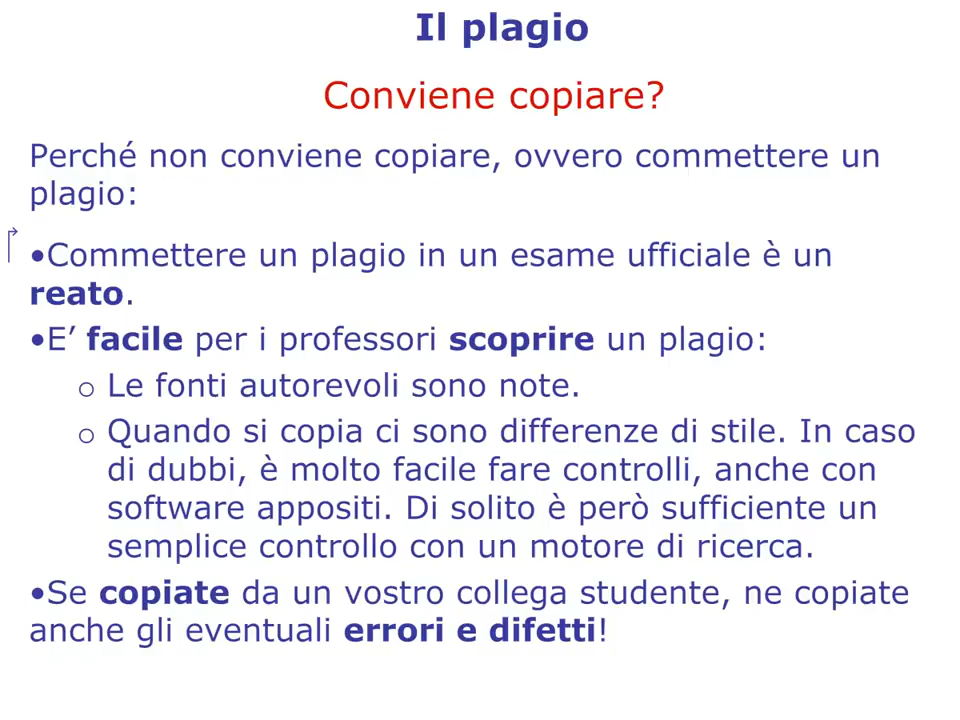 Il plagio
Conviene copiare?
Perché non conviene copiare, ovvero commettere un
plagio:
•Commettere un plagio in un esame ufficiale è un
reato.
•E’ facile per i professori scoprire un plagio:
o Le fonti autorevoli sono note.
o Quando si copia ci sono differenze di stile. In caso
di dubbi, è molto facile fare controlli, anche con
software appositi. Di solito è però sufficiente un
semplice controllo con un motore di ricerca.
•Se copiate da un vostro collega studente, ne copiate
anche gli eventuali errori e difetti!